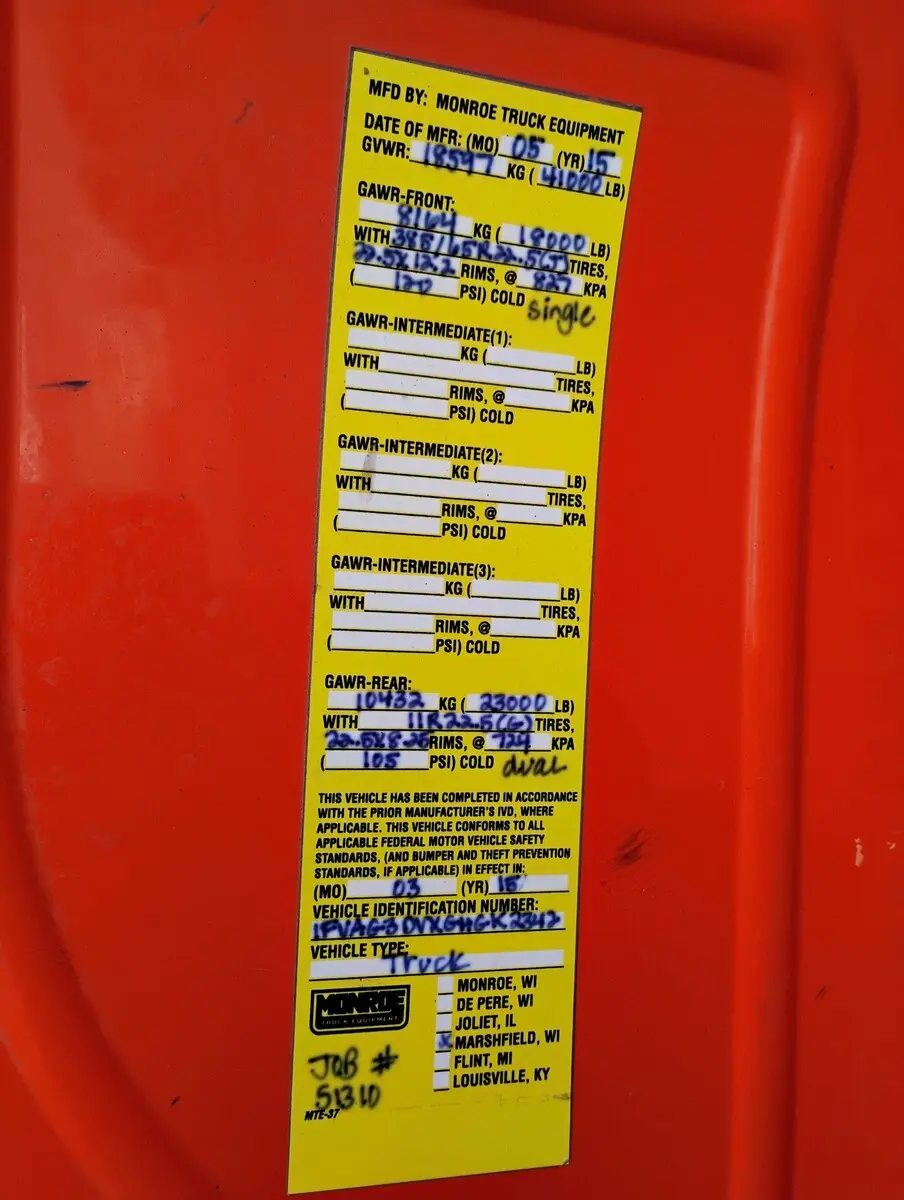 MFD BY: MONROE TRUCK EQUIPMENT
DATE OF MFR: (MO) 05 (YR) 15
GVWR: 18597 KG (41000 LB)
GAWR-FRONT:
8164 KG (18000 LB)
WITH 385/65R22.5(J) TIRES,
22.5X12.2 RIMS, @ 827 KPA
(120 PSI) COLD single
GAWR-INTERMEDIATE(1):
KG ( LB)
WITH TIRES,
RIMS, @ KPA
( PSI) COLD
GAWR-INTERMEDIATE(2):
KG ( LB)
WITH TIRES,
RIMS, @ KPA
( PSI) COLD
GAWR-INTERMEDIATE(3):
KG ( LB)
WITH TIRES,
RIMS, @ KPA
( PSI) COLD
GAWR-REAR:
10432 KG (23000 LB)
WITH 11R22.5(G) TIRES,
22.5X8.25 RIMS, @ 724 KPA
(105 PSI) COLD dual
THIS VEHICLE HAS BEEN COMPLETED IN ACCORDANCE
WITH THE PRIOR MANUFACTURER'S IVD, WHERE
APPLICABLE. THIS VEHICLE CONFORMS TO ALL
APPLICABLE FEDERAL MOTOR VEHICLE SAFETY
STANDARDS, (AND BUMPER AND THEFT PREVENTION
STANDARDS, IF APPLICABLE) IN EFFECT IN:
(MO) 03 (YR) 15
VEHICLE IDENTIFICATION NUMBER:
VEHICLE TYPE:
Truck
MONROE, WI
DE PERE, WI
JOLIET, IL
X MARSHFIELD, WI
FLINT, MI
LOUISVILLE, KY
MONROE
TRUCK EQUIPMENT
JOB #
51310
MTE-37